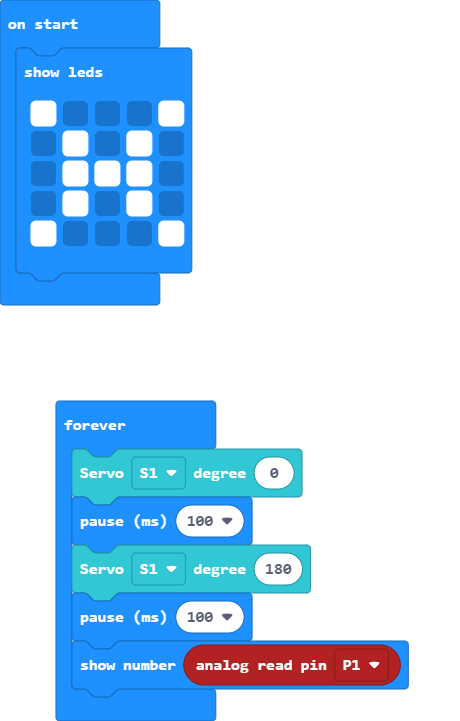 on start
show leds
forever
Servo S1 degree 0
pause (ms) 100
Servo S1 degree 180
pause (ms) 100
show number analog read pin P1